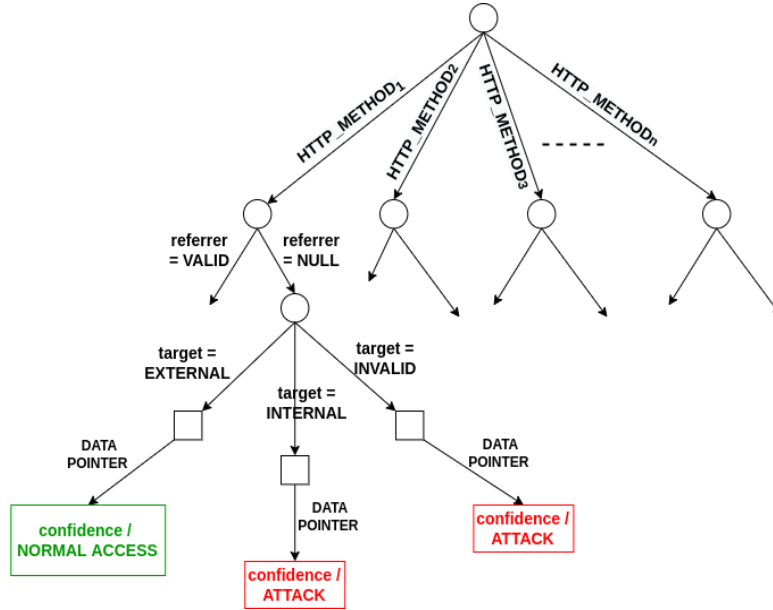 HTTP_METHOD1
HTTP_METHOD2
HTTP_METHOD3
HTTP_METHODn
referrer
= VALID
referrer
= NULL
target =
EXTERNAL
target =
INTERNAL
target =
INVALID
DATA
POINTER
DATA
POINTER
DATA
POINTER
confidence /
NORMAL ACCESS
confidence /
ATTACK
confidence /
ATTACK